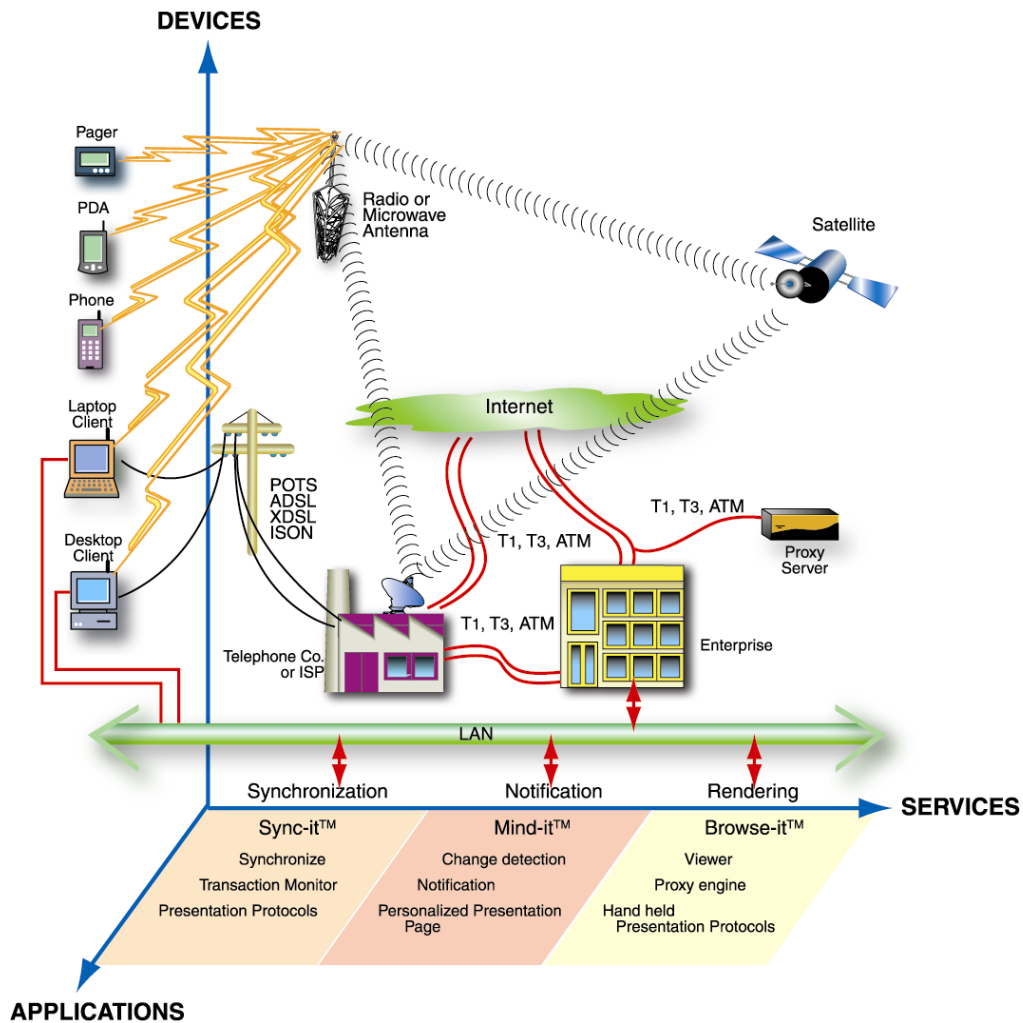 DEVICES
Pager
PDA
Phone
Laptop
Client
Desktop
Client
Radio or
Microwave
Antenna
Satellite
Internet
POTS
ADSL
XDSL
ISON
T1, T3, ATM
T1, T3, ATM
Proxy
Server
T1, T3, ATM
Enterprise
Telephone Co.
or ISP
LAN
Synchronization
Notification
Rendering
SERVICES
Sync-it™
Synchronize
Transaction Monitor
Presentation Protocols
Mind-it™
Change detection
Notification
Personalized Presentation
Page
Browse-it™
Viewer
Proxy engine
Hand held
Presentation Protocols
APPLICATIONS